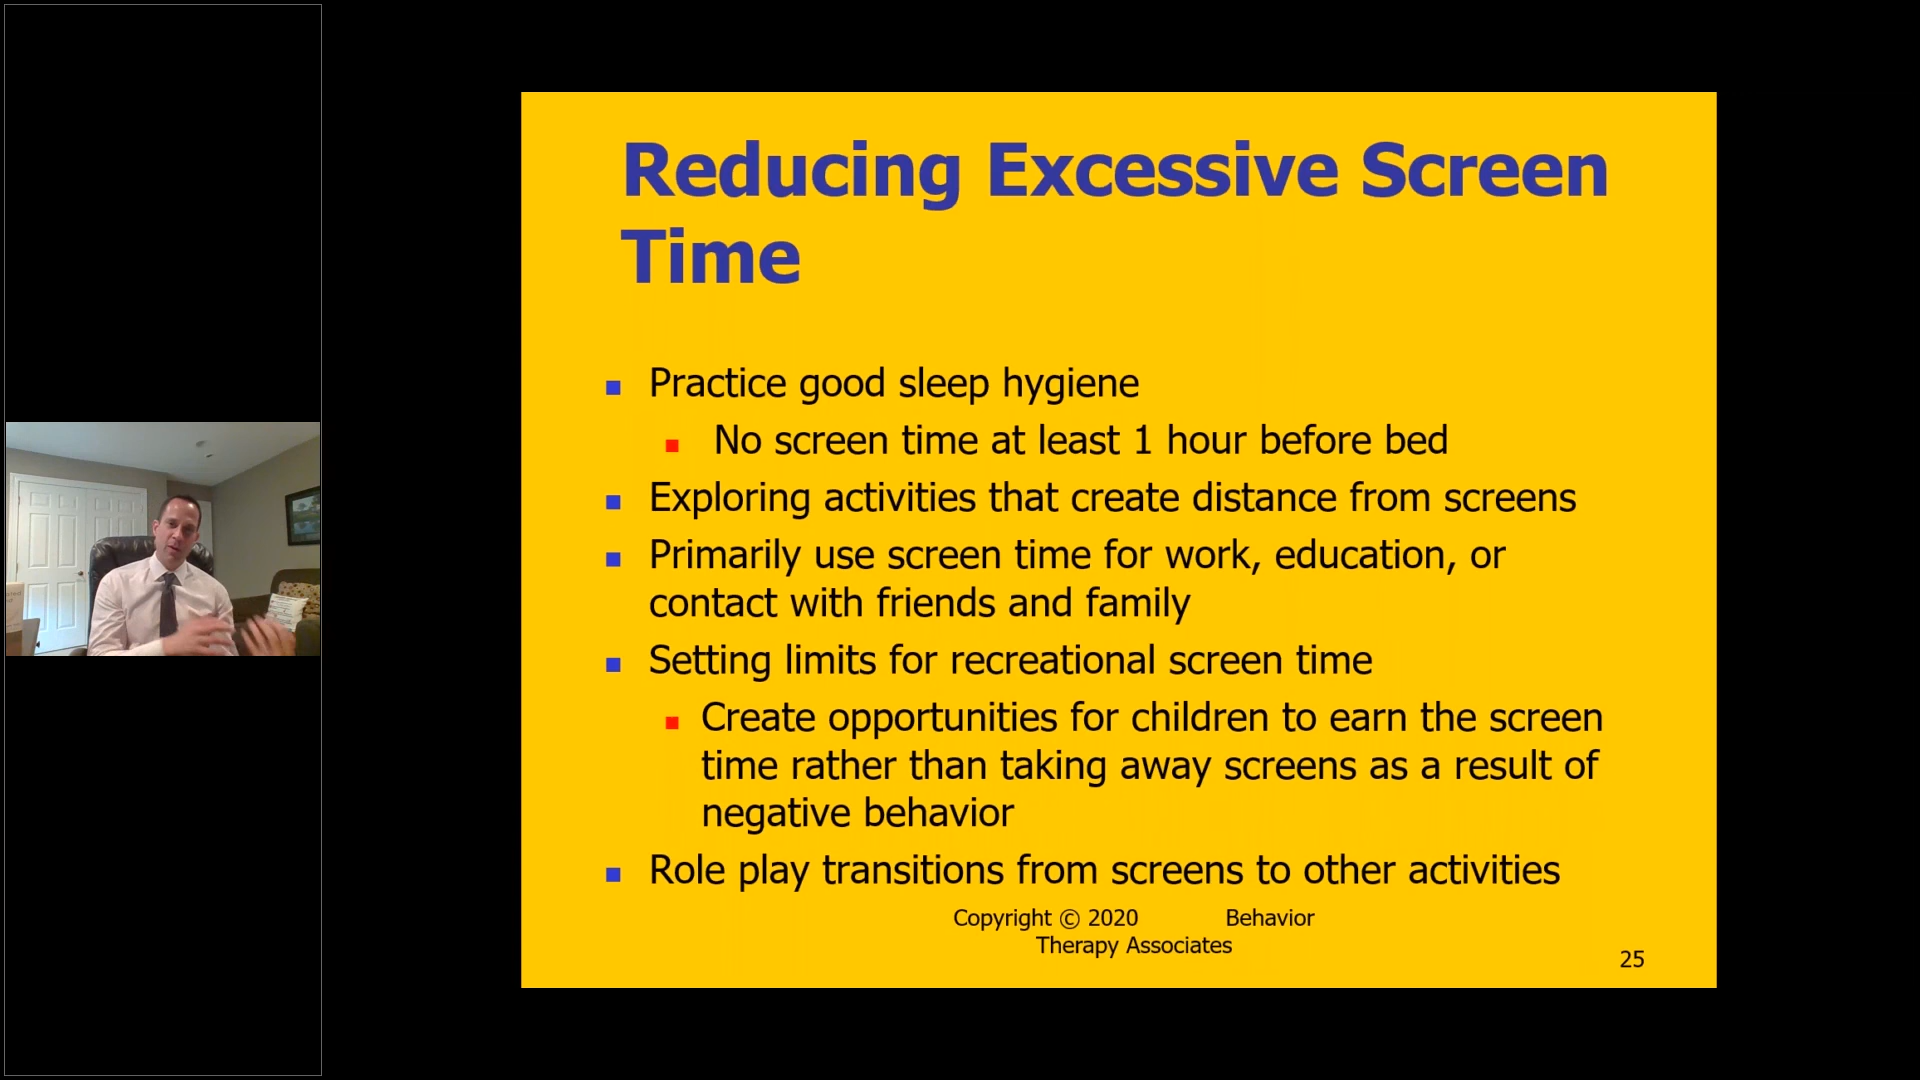 Reducing Excessive Screen
Time
Practice good sleep hygiene
No screen time at least 1 hour before bed
Exploring activities that create distance from screens
Primarily use screen time for work, education, or
contact with friends and family
Setting limits for recreational screen time
Create opportunities for children to earn the screen
time rather than taking away screens as a result of
negative behavior
Role play transitions from screens to other activities
Copyright © 2020 Behavior
Therapy Associates
25